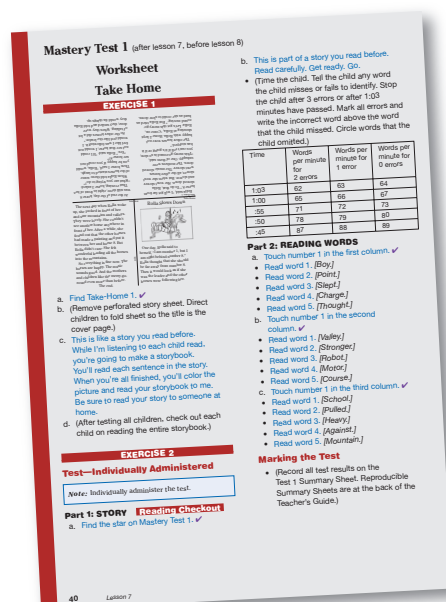 Mastery Test 1 (after lesson 7, before lesson 8)
Worksheet
Take Home
EXERCISE 1
Bella Slows Down
a. Find Take-Home 1. ✔
b. (Remove perforated story sheet. Direct
children to fold sheet so the title is the
cover page.)
c. This is like a story you read before.
While I'm listening to each child read,
you're going to make a storybook.
You'll read each sentence in the story.
When you're all finished, you'll color the
picture and read your storybook to me.
Be sure to read your story to someone at
home.
d. (After testing all children, check out each
child on reading the entire storybook.)
EXERCISE 2
Test—Individually Administered
Note: Individually administer the test.
Part 1: STORY Reading Checkout
a. Find the star on Mastery Test 1. ✔
b. This is part of a story you read before.
Read carefully. Get ready. Go.
• (Time the child. Tell the child any word
the child misses or fails to identify. Stop
the child after 3 errors or after 1:03
minutes have passed. Mark all errors and
write the incorrect word above the word
that the child missed. Circle words that the
child omitted.)
Time Words per minute for 2 errors Words per minute for 1 error Words per minute for 0 errors
1:03 62 63 64
1:00 65 66 67
:55 71 72 73
:50 78 79 80
:45 87 88 89
Part 2: READING WORDS
a. Touch number 1 in the first column. ✔
• Read word 1. [Boy.]
• Read word 2. [Point.]
• Read word 3. [Slept.]
• Read word 4. [Charge.]
• Read word 5. [Thought.]
b. Touch number 1 in the second
column. ✔
• Read word 1. [Valley.]
• Read word 2. [Stronger.]
• Read word 3. [Robot.]
• Read word 4. [Motor.]
• Read word 5. [Course.]
c. Touch number 1 in the third column. ✔
• Read word 1. [School.]
• Read word 2. [Pulled.]
• Read word 3. [Heavy.]
• Read word 4. [Against.]
• Read word 5. [Mountain.]
Marking the Test
• (Record all test results on the
Test 1 Summary Sheet. Reproducible
Summary Sheets are at the back of the
Teacher's Guide.)
40 Lesson 7